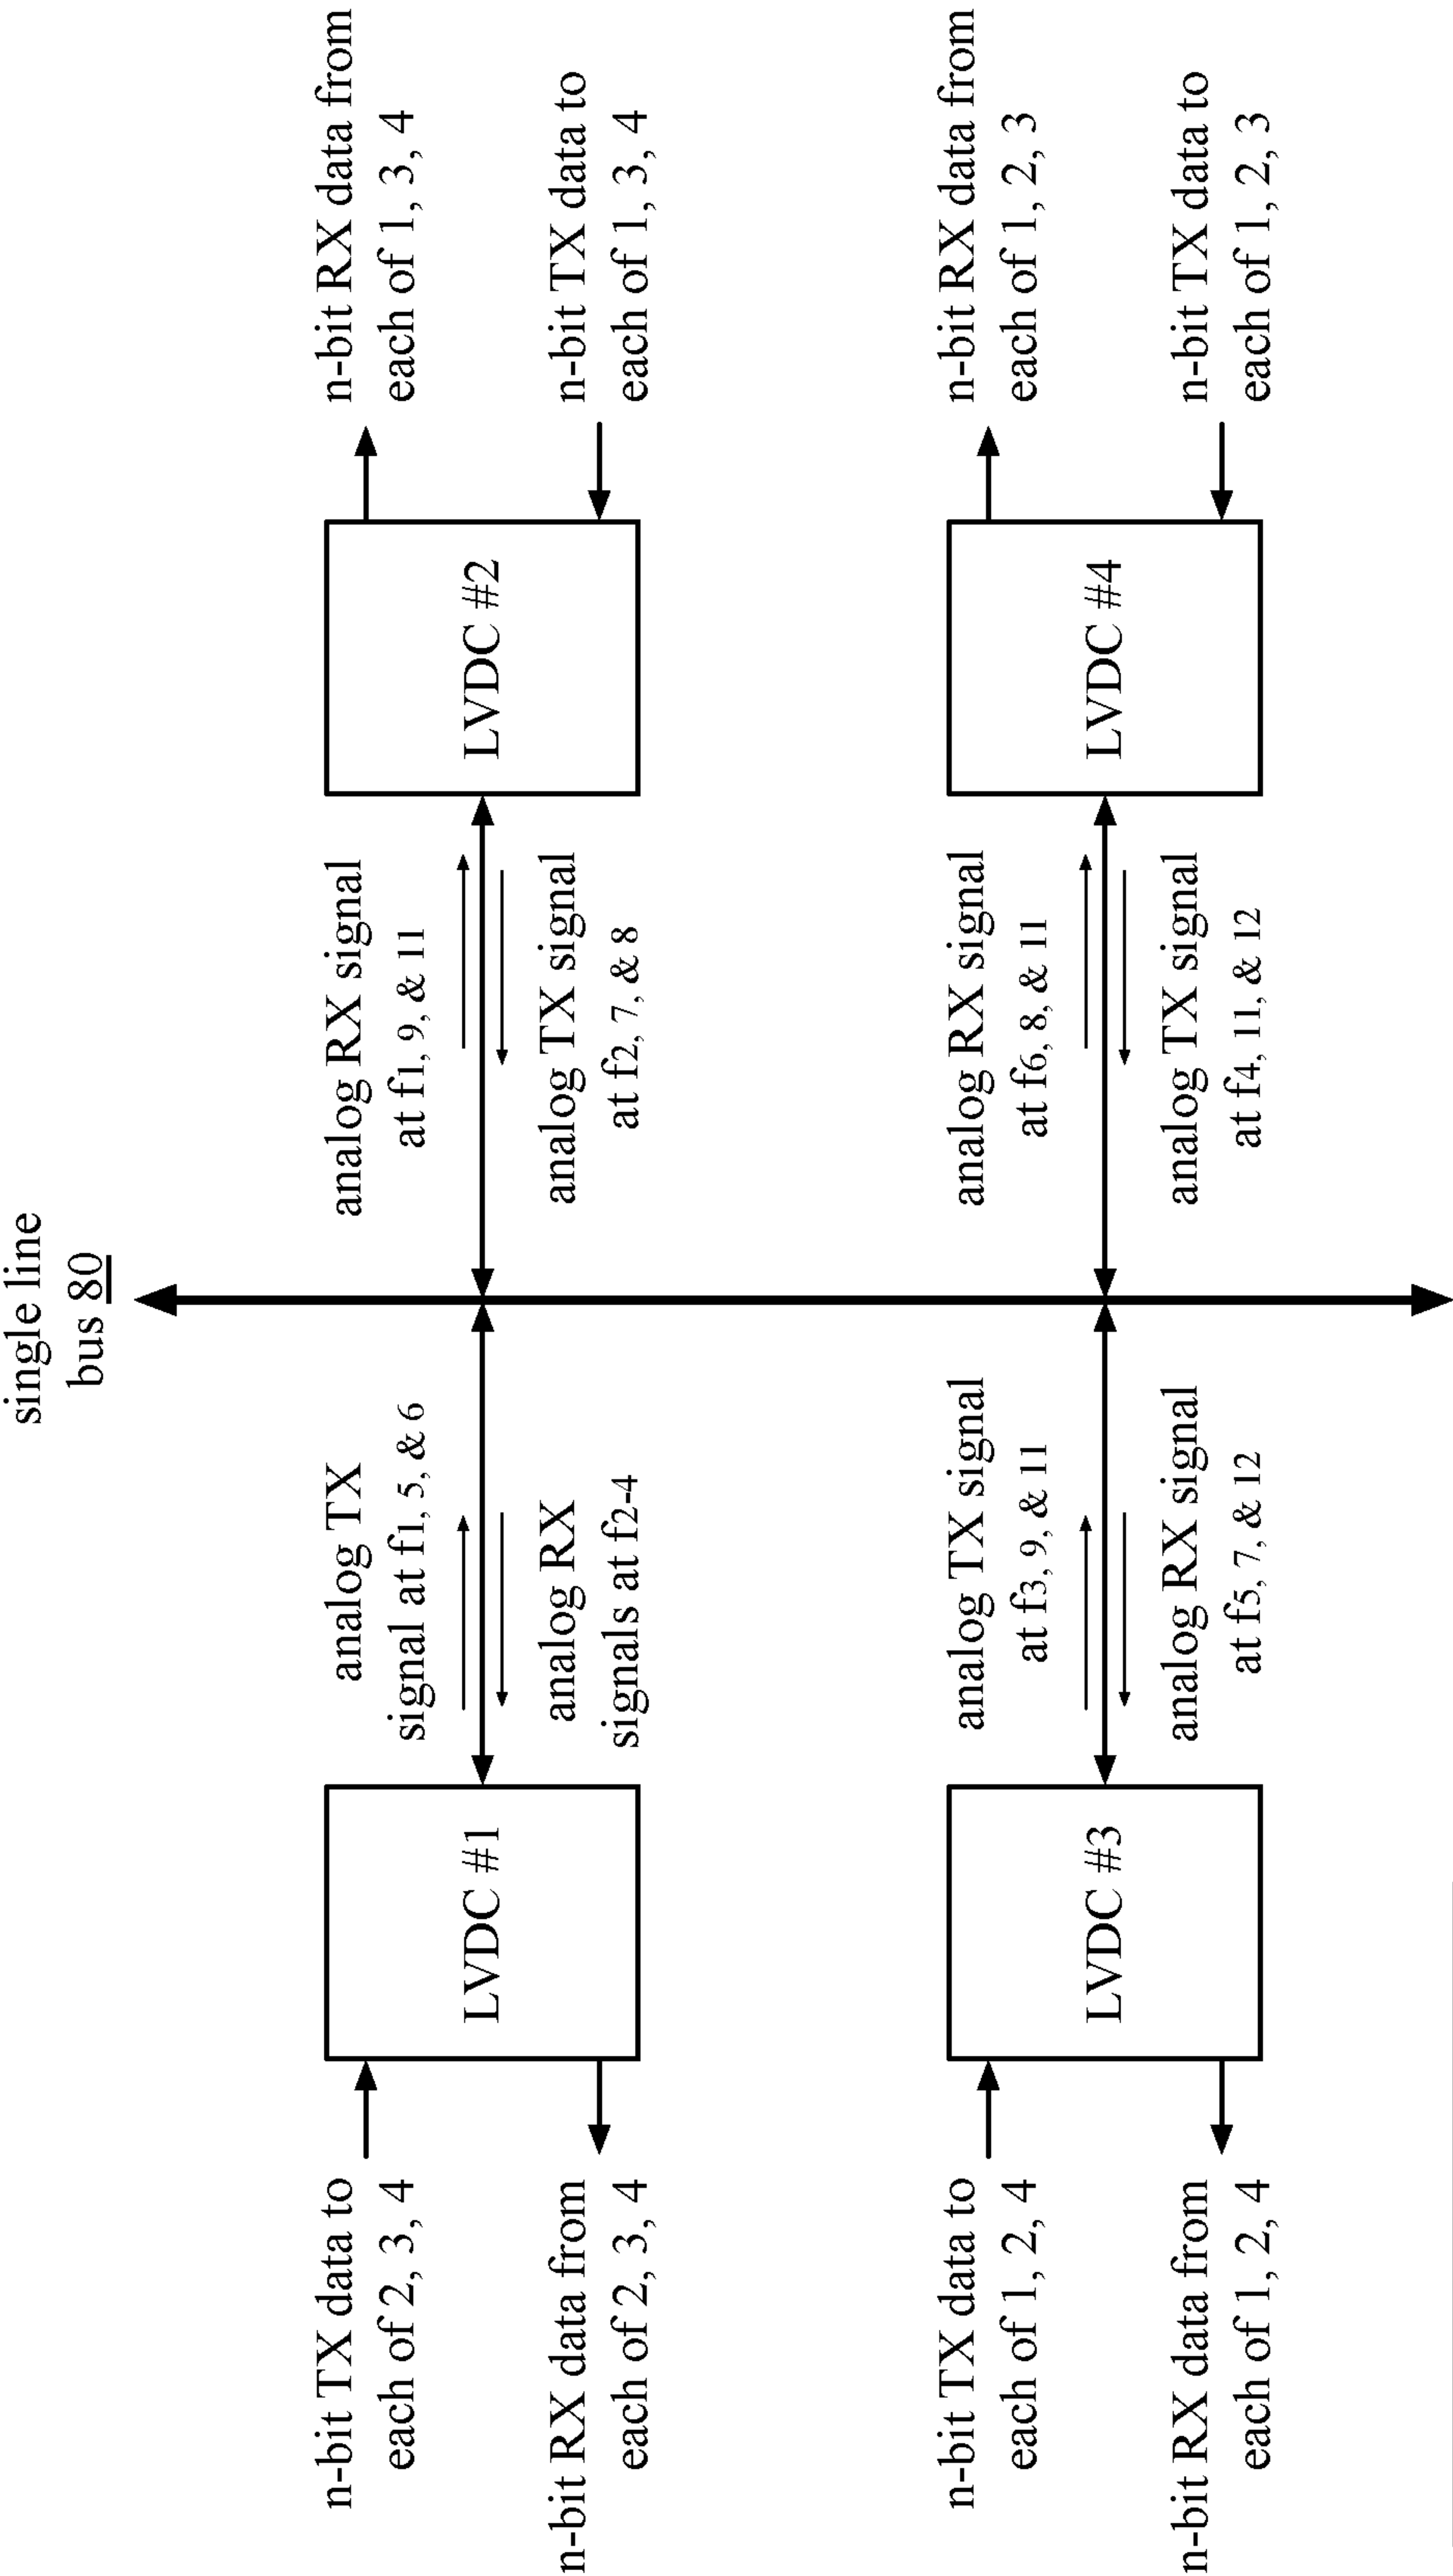 single line
bus 80
n-bit TX data to
each of 2, 3, 4
n-bit RX data from
each of 2, 3, 4
LVDC #1
analog TX
signal at f1, 5, & 6
analog RX
signals at f2-4
analog RX signal
at f1, 9, & 11
analog TX signal
at f2, 7, & 8
LVDC #2
n-bit RX data from
each of 1, 3, 4
n-bit TX data to
each of 1, 3, 4
n-bit TX data to
each of 1, 2, 4
n-bit RX data from
each of 1, 2, 4
LVDC #3
analog TX signal
at f3, 9, & 11
analog RX signal
at f5, 7, & 12
analog RX signal
at f6, 8, & 11
analog TX signal
at f4, 11, & 12
LVDC #4
n-bit RX data from
each of 1, 2, 3
n-bit TX data to
each of 1, 2, 3